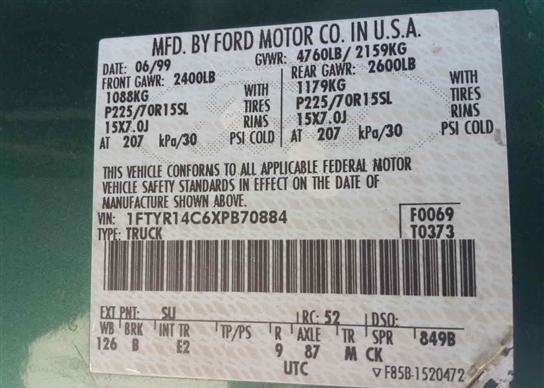 MFD. BY FORD MOTOR CO. IN U.S.A.
DATE: 06/99 GVWR: 4760LB/ 2159KG
FRONT GAWR: 2400LB REAR GAWR: 2600LB
1088KG WITH 1179KG WITH
P225/70R15SL TIRES P225/70R15SL TIRES
15X7.0J RIMS 15X7.0J RIMS
AT 207 kPa/30 PSI COLD AT 207 kPa/30 PSI COLD
THIS VEHICLE CONFORMS TO ALL APPLICABLE FEDERAL MOTOR
VEHICLE SAFETY STANDARDS IN EFFECT ON THE DATE OF
MANUFACTURE SHOWN ABOVE.
VIN: 1FTYR14C6XPB70884 F0069
TYPE: TRUCK T0373
EXT PNT: SU RC: 52 DSO:
WB BRK INT TR TP/PS R AXLE TR SPR 849B
126 B E2 9 87 M CK
UTC F85B-1520472